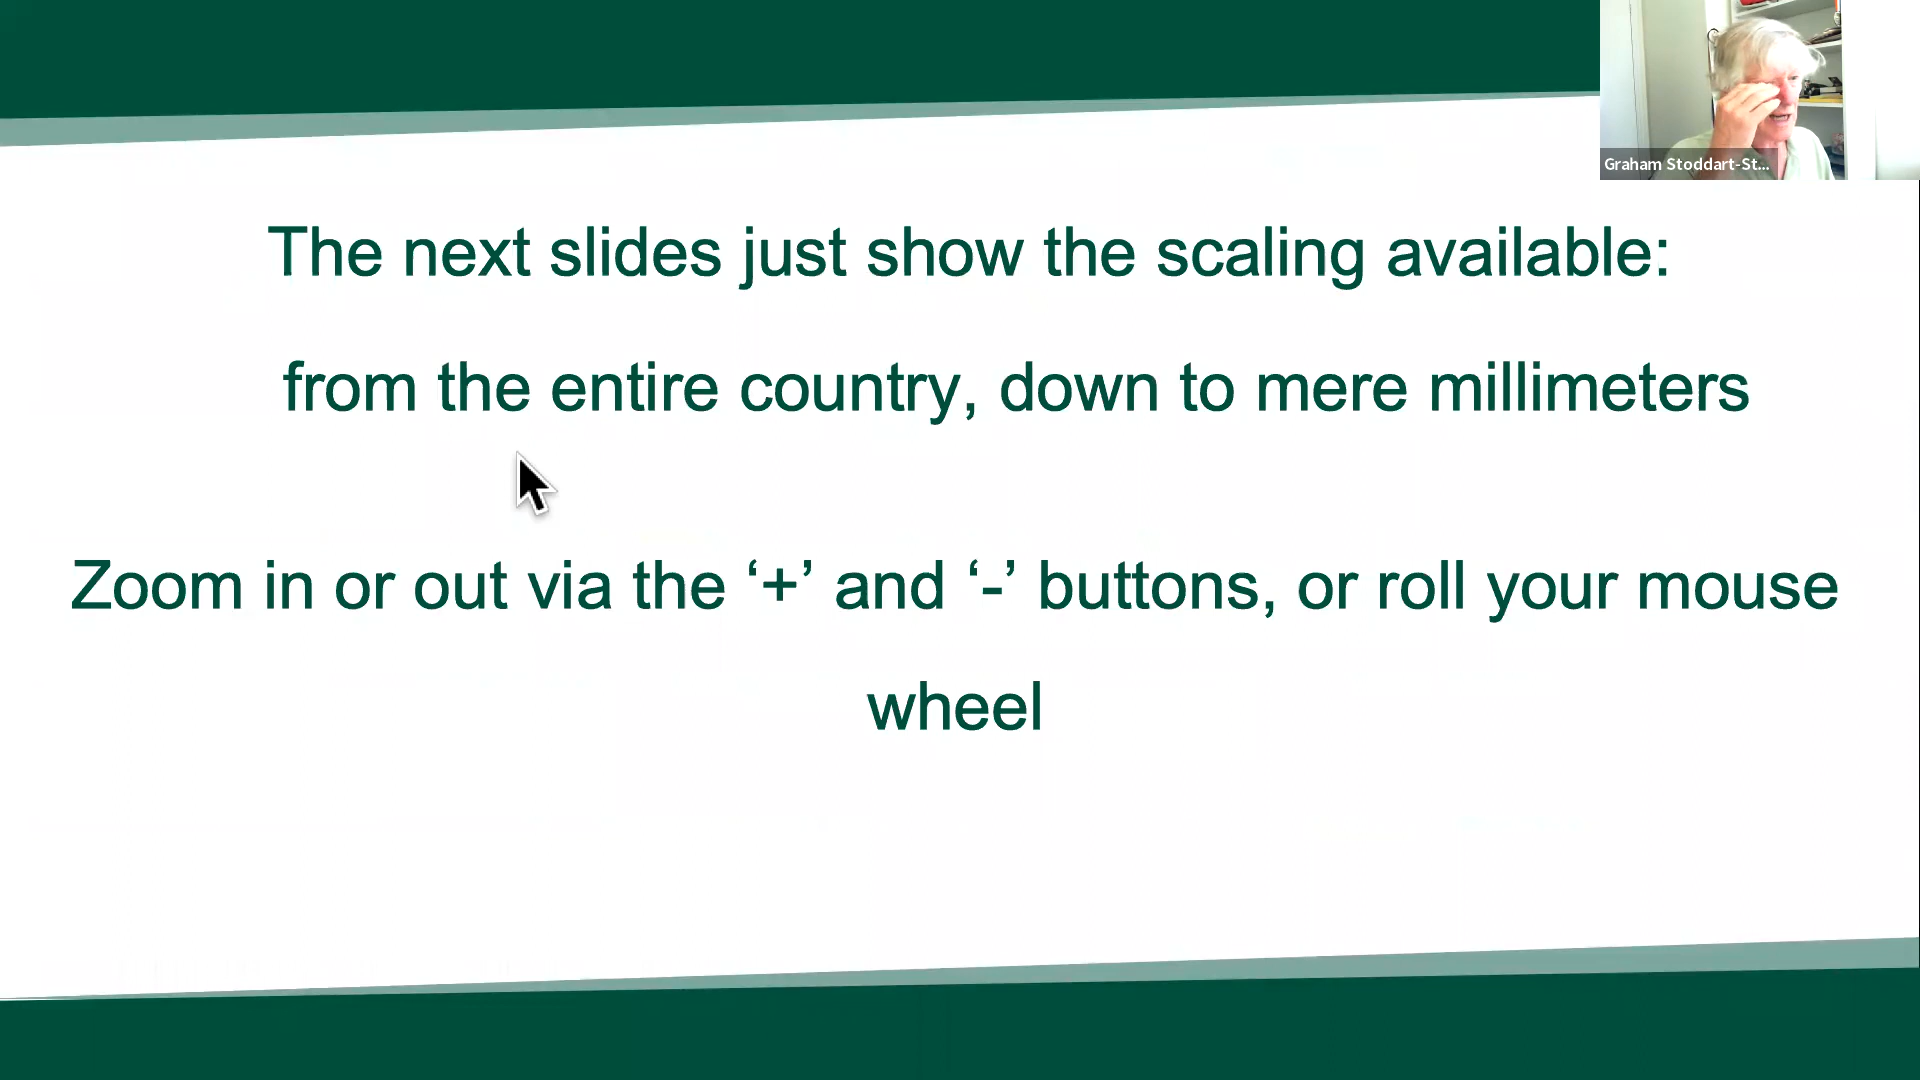 Graham Stoddart-St...
The next slides just show the scaling available:
from the entire country, down to mere millimeters
Zoom in or out via the ‘+’ and ‘-’ buttons, or roll your mouse
wheel